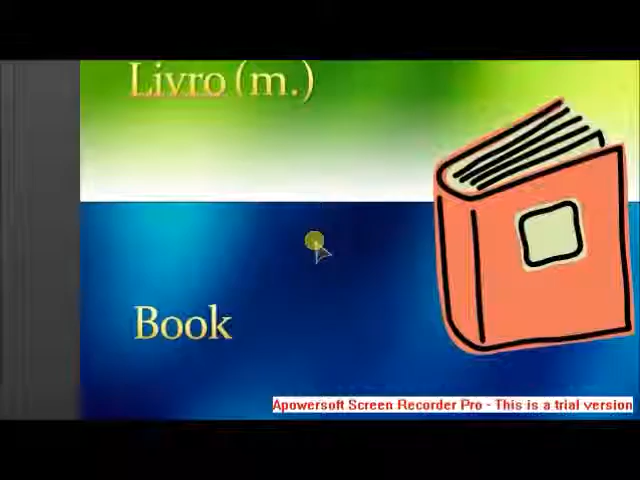 Livro (m.)
Book
Apowersoft Screen Recorder Pro - This is a trial version